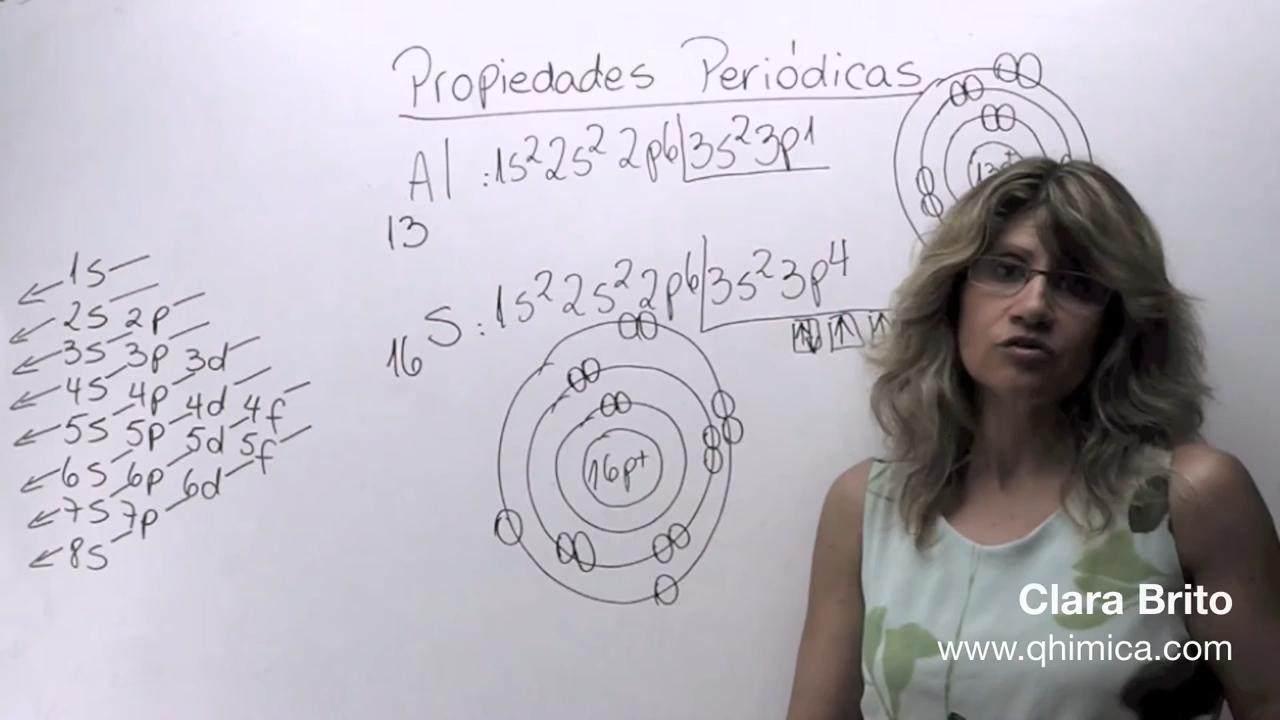 Propiedades Periódicas
Al : 1s² 2s² 2p6 3s² 3p1
13
S : 1s² 2s² 2p6 3s² 3p4
16
1s
2s 2p
3s 3p 3d
4s 4p 4d 4f
5s 5p 5d 5f
6s 6p 6d
7s 7p
8s
16p+
Clara Brito
www.qhimica.com